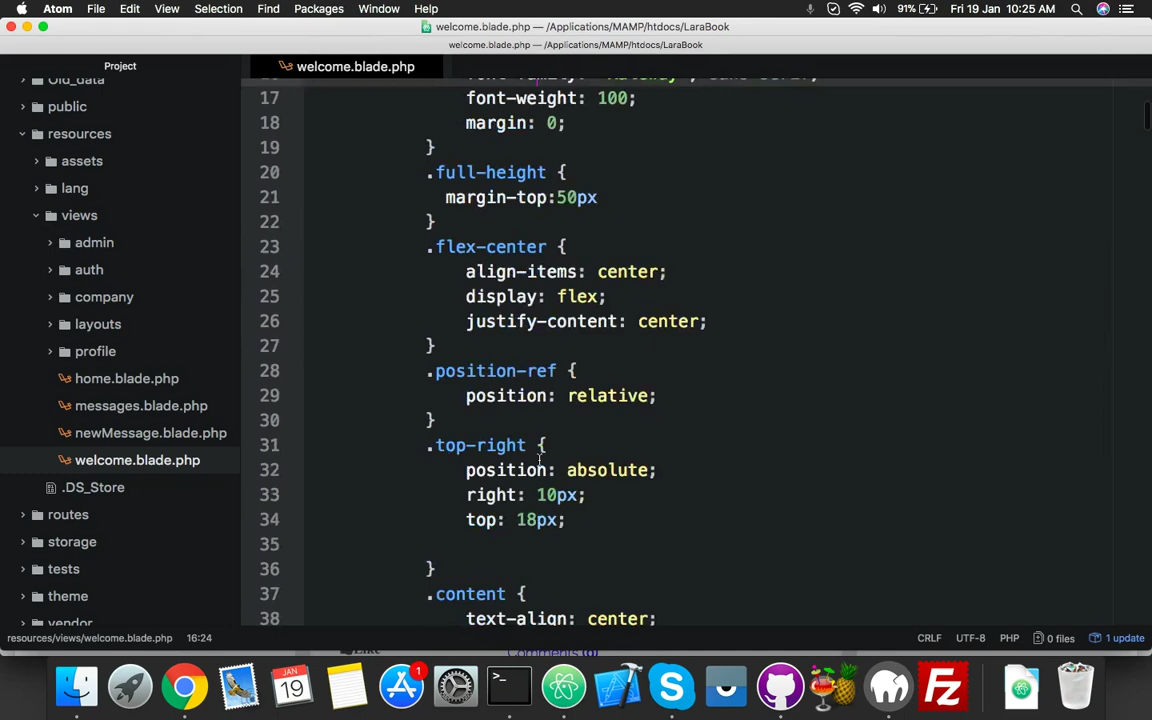 Atom File Edit View Selection Find Packages Window Help 91% Fri 19 Jan 10:25 AM
welcome.blade.php — /Applications/MAMP/htdocs/LaraBook
welcome.blade.php — /Applications/MAMP/htdocs/LaraBook
Project
welcome.blade.php
Old_data
public
resources
assets
lang
views
admin
auth
company
layouts
profile
home.blade.php
messages.blade.php
newMessage.blade.php
welcome.blade.php
.DS_Store
routes
storage
tests
theme
vendor
17 font-weight: 100;
18 margin: 0;
19 }
20 .full-height {
21 margin-top:50px
22 }
23 .flex-center {
24 align-items: center;
25 display: flex;
26 justify-content: center;
27 }
28 .position-ref {
29 position: relative;
30 }
31 .top-right {
32 position: absolute;
33 right: 10px;
34 top: 18px;
35
36 }
37 .content {
38 text-align: center;
resources/views/welcome.blade.php 16:24 CRLF UTF-8 PHP 0 files 1 update
Like Comments (0)
19
JAN
1